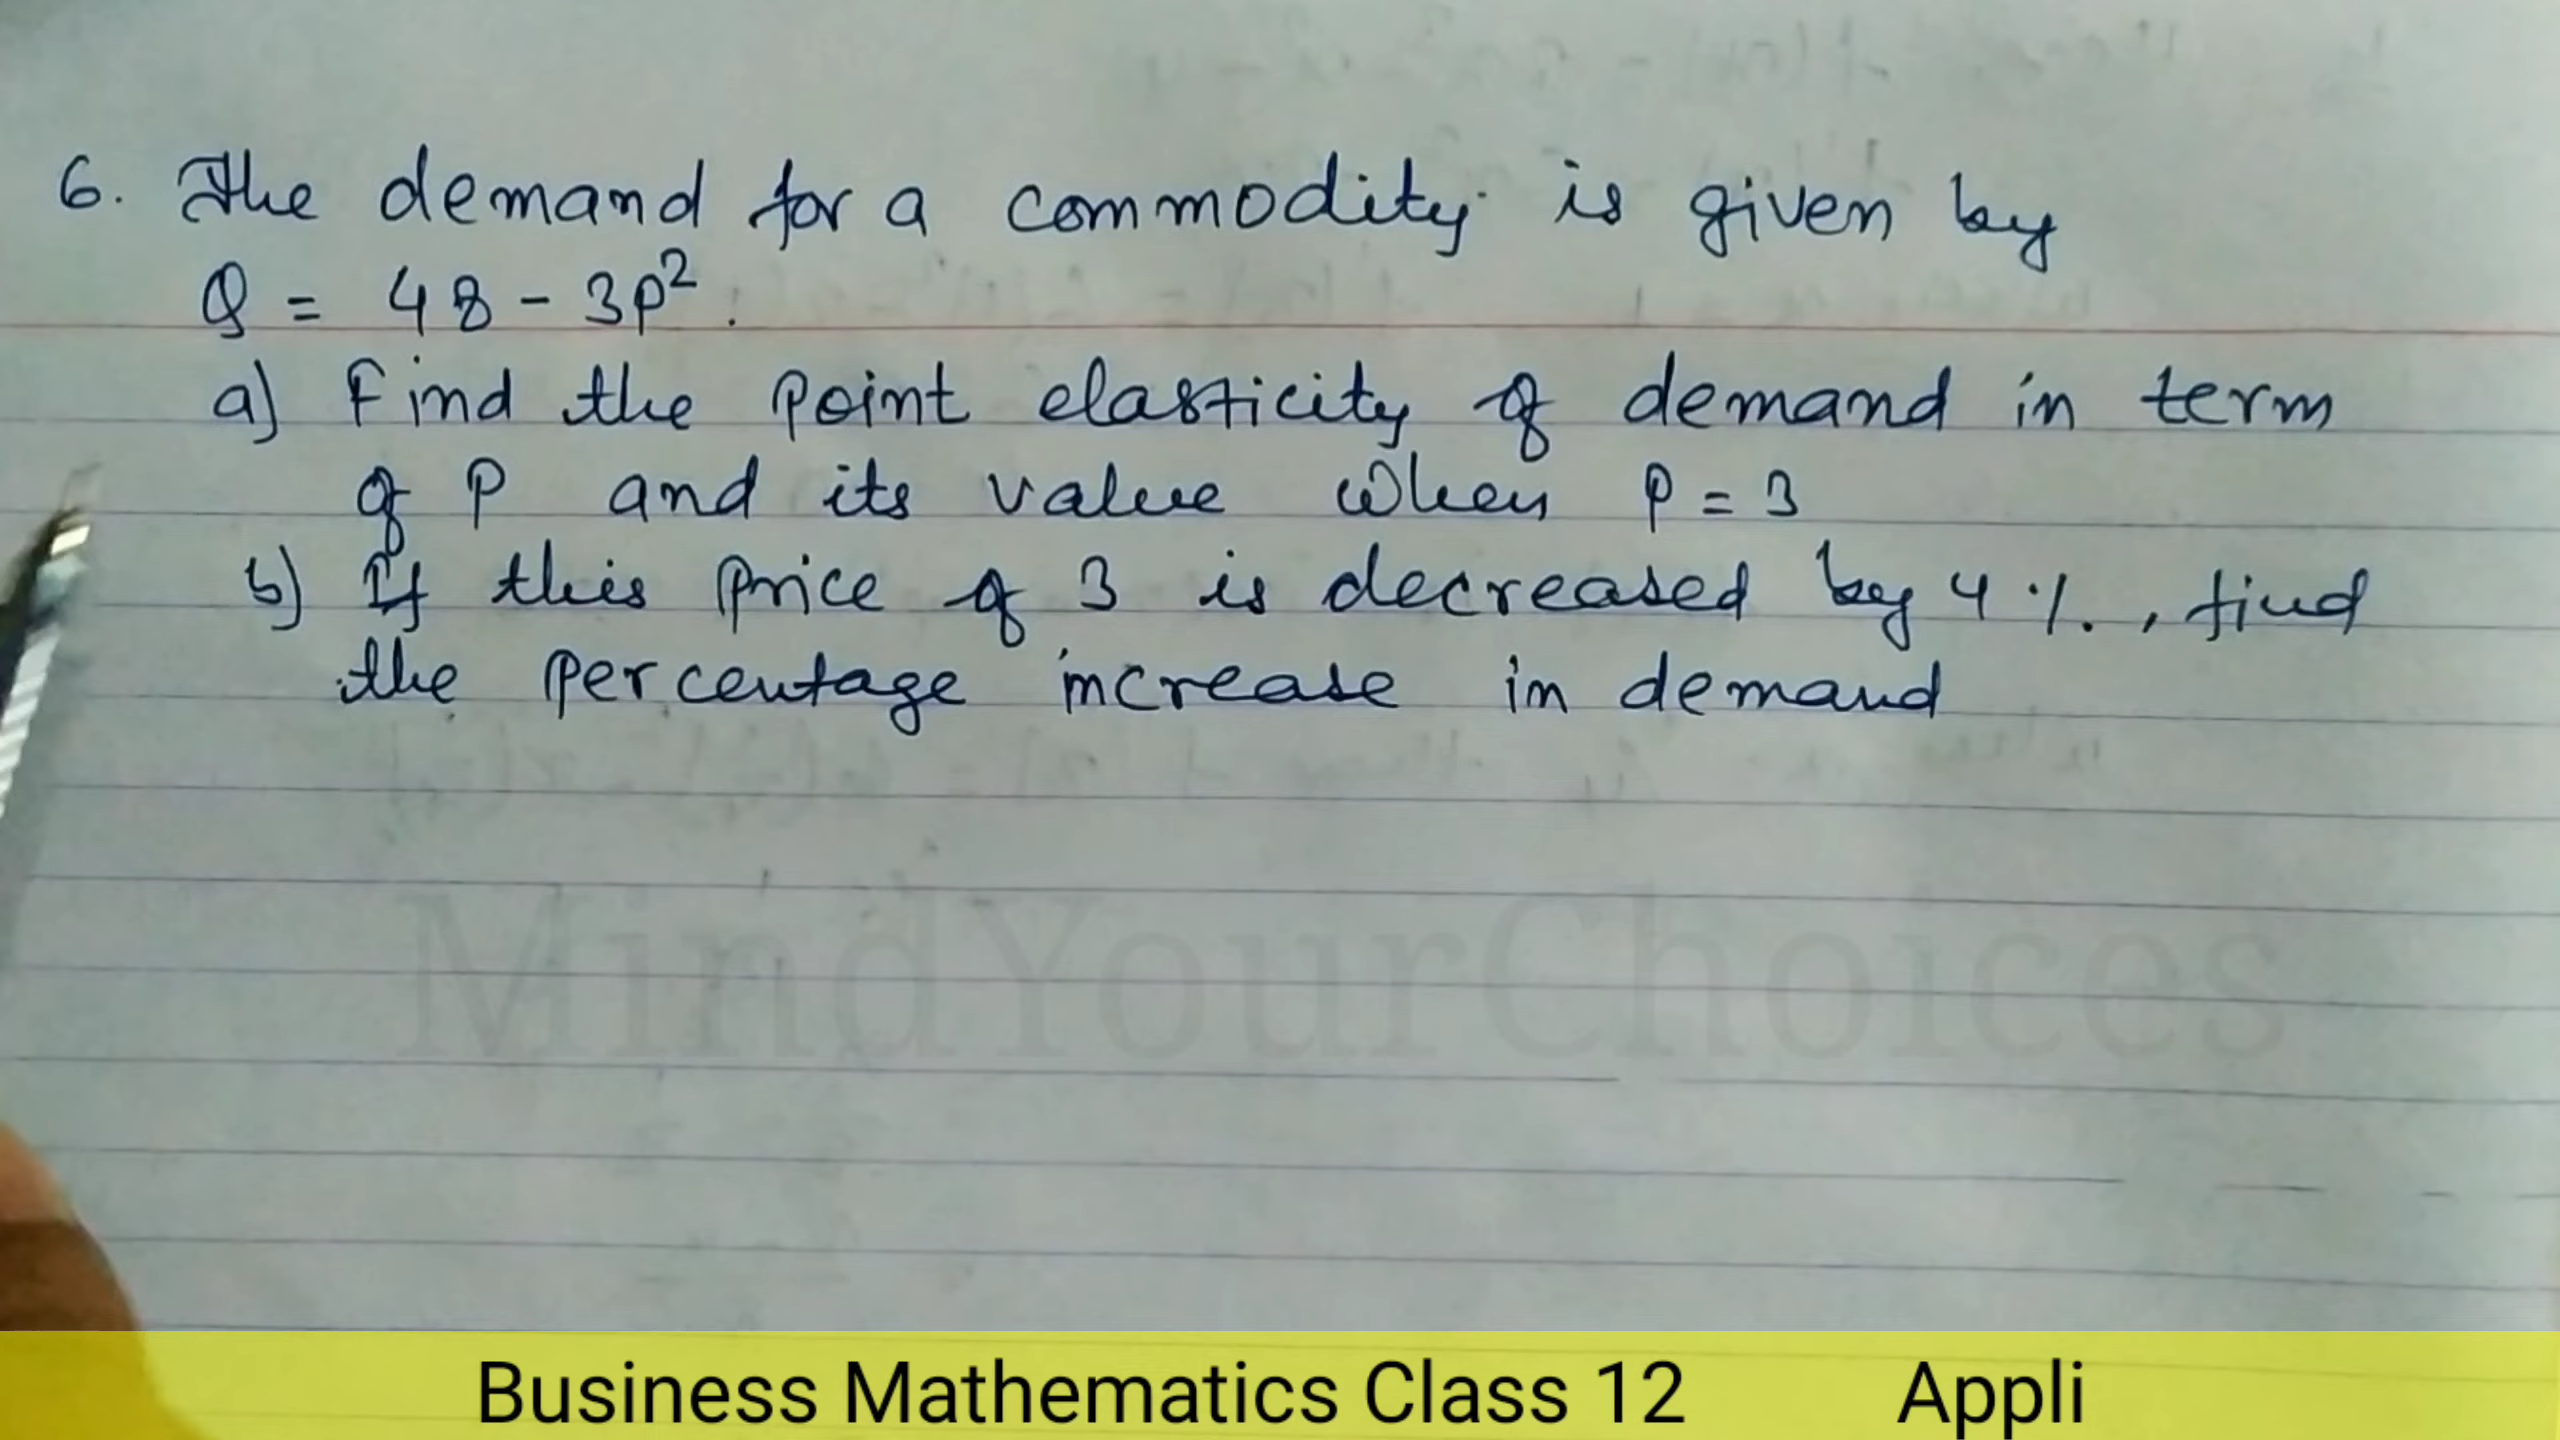 6. The demand for a commodity is given by
Q = 48 - 3p².
a) Find the point elasticity of demand in term
of P and its value when P = 3
b) If this price of 3 is decreased by 4 %. , find
the percentage increase in demand
MindYourChoices
Business Mathematics Class 12 Appli